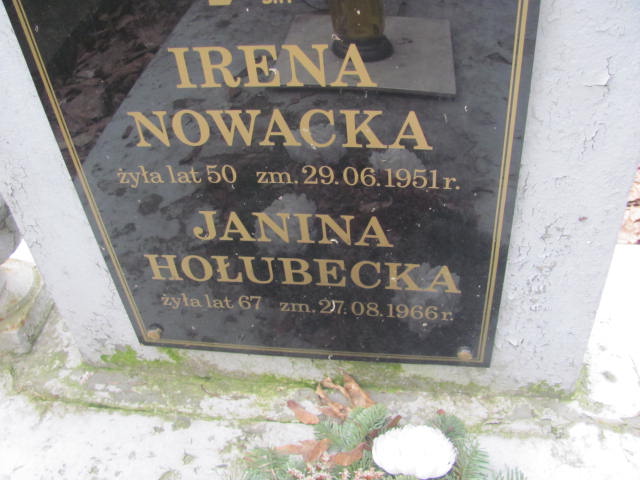 IRENA
NOWACKA
żyła lat 50 zm. 29.06.1951 r.
JANINA
HOŁUBECKA
żyła lat 67 zm. 27.08.1966 r.